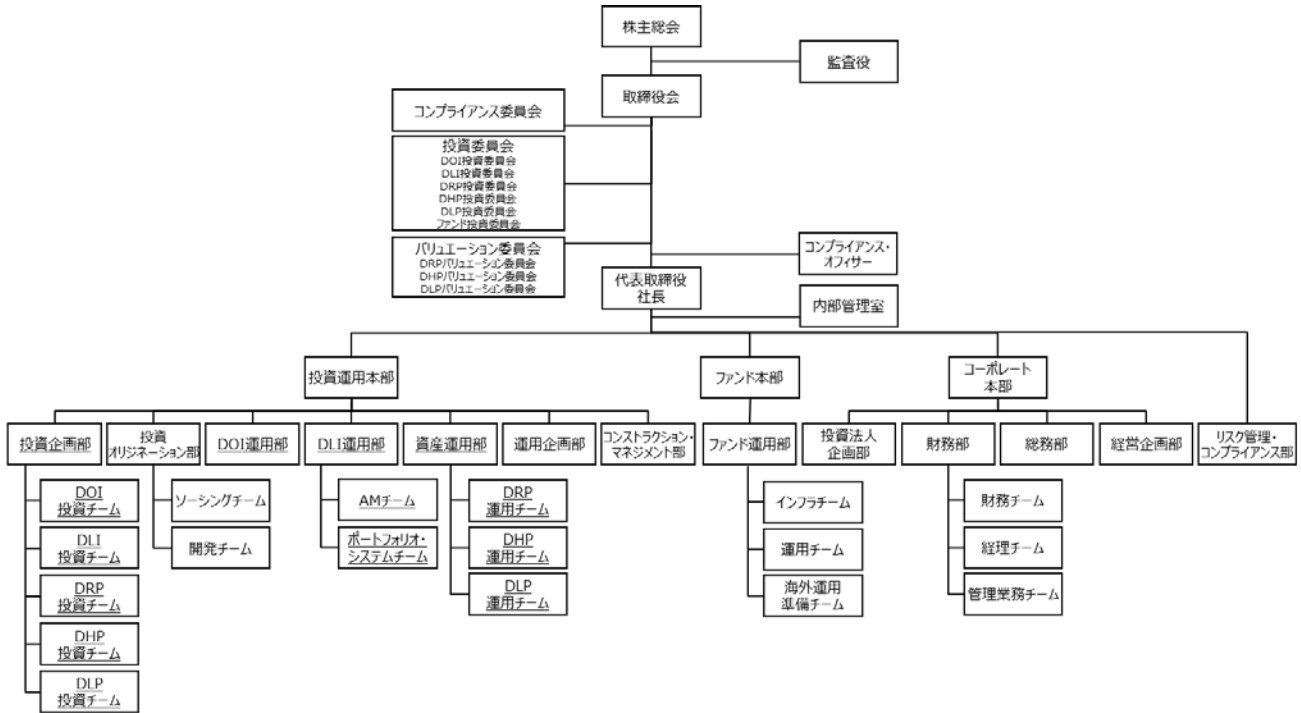 株主総会
監査役
取締役会
コンプライアンス委員会
投資委員会
DOI投資委員会
DLI投資委員会
DRP投資委員会
DHP投資委員会
DLP投資委員会
ファンド投資委員会
バリュエーション委員会
DRPバリュエーション委員会
DHPバリュエーション委員会
DLPバリュエーション委員会
コンプライアンス・
オフィサー
代表取締役
社長
内部管理室
投資運用本部
ファンド本部
コーポレート
本部
投資企画部
投資
オリジネーション部
DOI運用部
DLI運用部
資産運用部
運用企画部
コンストラクション・
マネジメント部
ファンド運用部
投資法人
企画部
財務部
総務部
経営企画部
リスク管理・
コンプライアンス部
DOI
投資チーム
DLI
投資チーム
DRP
投資チーム
DHP
投資チーム
DLP
投資チーム
ソーシングチーム
開発チーム
AMチーム
ポートフォリオ・
システムチーム
DRP
運用チーム
DHP
運用チーム
DLP
運用チーム
インフラチーム
運用チーム
海外運用
準備チーム
財務チーム
経理チーム
管理業務チーム